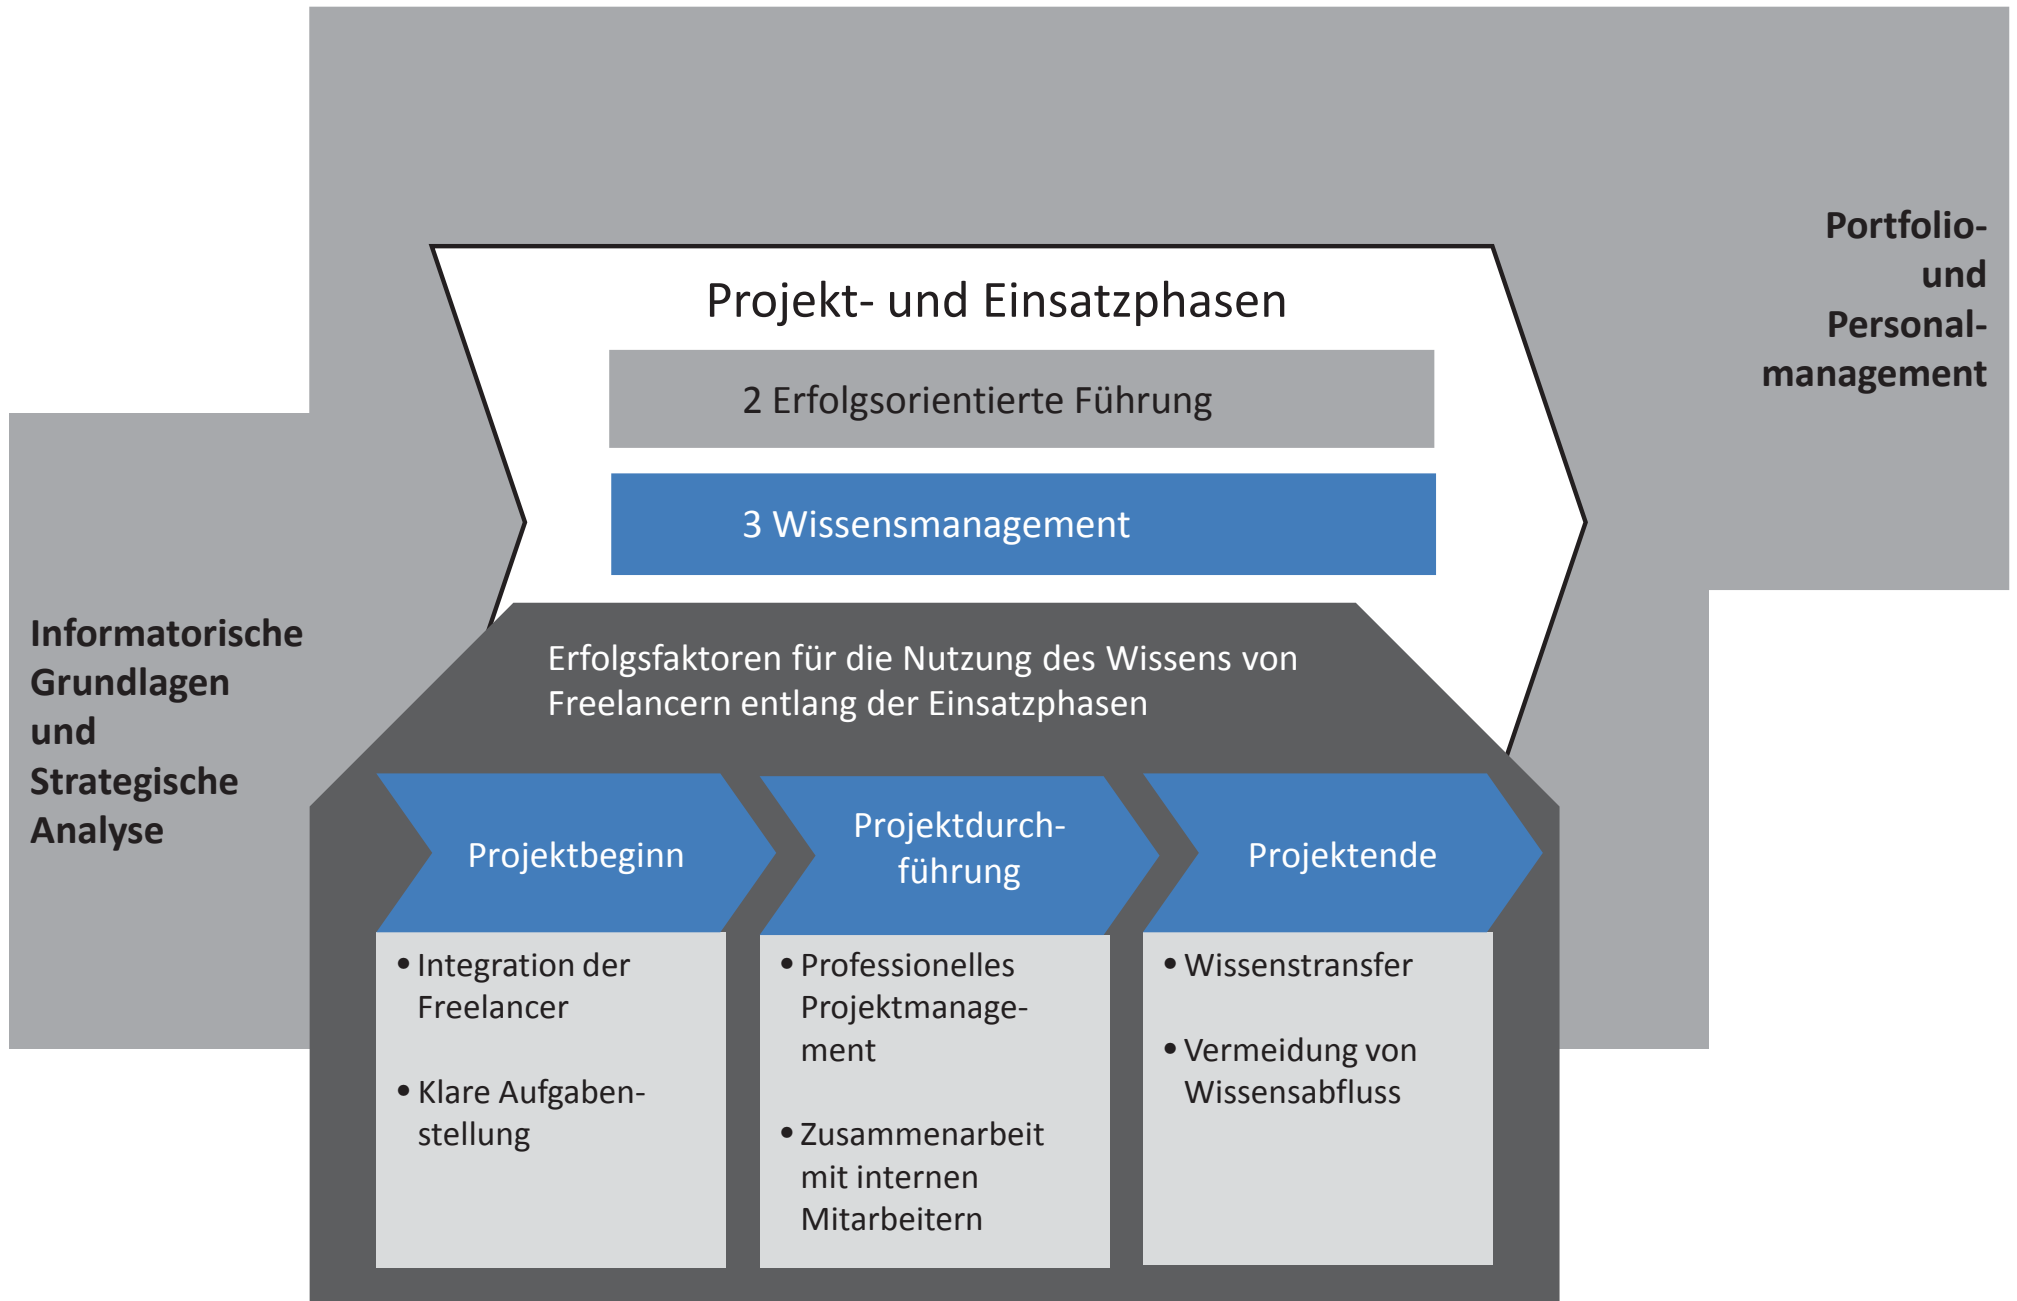 Portfolio-
und
Personal-
management
Projekt- und Einsatzphasen
2 Erfolgsorientierte Führung
3 Wissensmanagement
Informatorische
Grundlagen
und
Strategische
Analyse
Erfolgsfaktoren für die Nutzung des Wissens von
Freelancern entlang der Einsatzphasen
Projektbeginn
• Integration der
Freelancer
• Klare Aufgaben-
stellung
Projektdurch-
führung
• Professionelles
Projektmanage-
ment
• Zusammenarbeit
mit internen
Mitarbeitern
Projektende
• Wissenstransfer
• Vermeidung von
Wissensabfluss